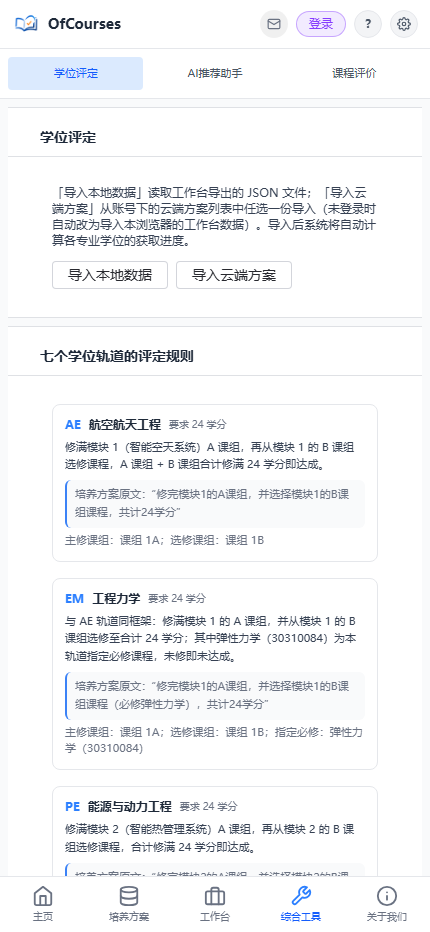 OfCourses
登录
?
学位评定
AI推荐助手
课程评价
学位评定
「导入本地数据」读取工作台导出的 JSON 文件；「导入云
端方案」从账号下的云端方案列表中任选一份导入（未登录时
自动改为导入本浏览器的工作台数据）。导入后系统将自动计
算各专业学位的获取进度。
导入本地数据
导入云端方案
七个学位轨道的评定规则
AE 航空航天工程 要求 24 学分
修满模块 1（智能空天系统）A 课组，再从模块 1 的 B 课组
选修课程，A 课组 + B 课组合计修满 24 学分即达成。
培养方案原文：“修完模块1的A课组，并选择模块1的B课
组课程，共计24学分”
主修课组：课组 1A；选修课组：课组 1B
EM 工程力学 要求 24 学分
与 AE 轨道同框架：修满模块 1 的 A 课组，并从模块 1 的 B
课组选修至合计 24 学分；其中弹性力学（30310084）为本
轨道指定必修课程，未修即未达成。
培养方案原文：“修完模块1的A课组，并选择模块1的B课
组课程（必修弹性力学），共计24学分”
主修课组：课组 1A；选修课组：课组 1B；指定必修：弹性力
学（30310084）
PE 能源与动力工程 要求 24 学分
修满模块 2（智能热管理系统）A 课组，再从模块 2 的 B 课
组选修课程，合计修满 24 学分即达成。
主页
培养方案
工作台
综合工具
关于我们